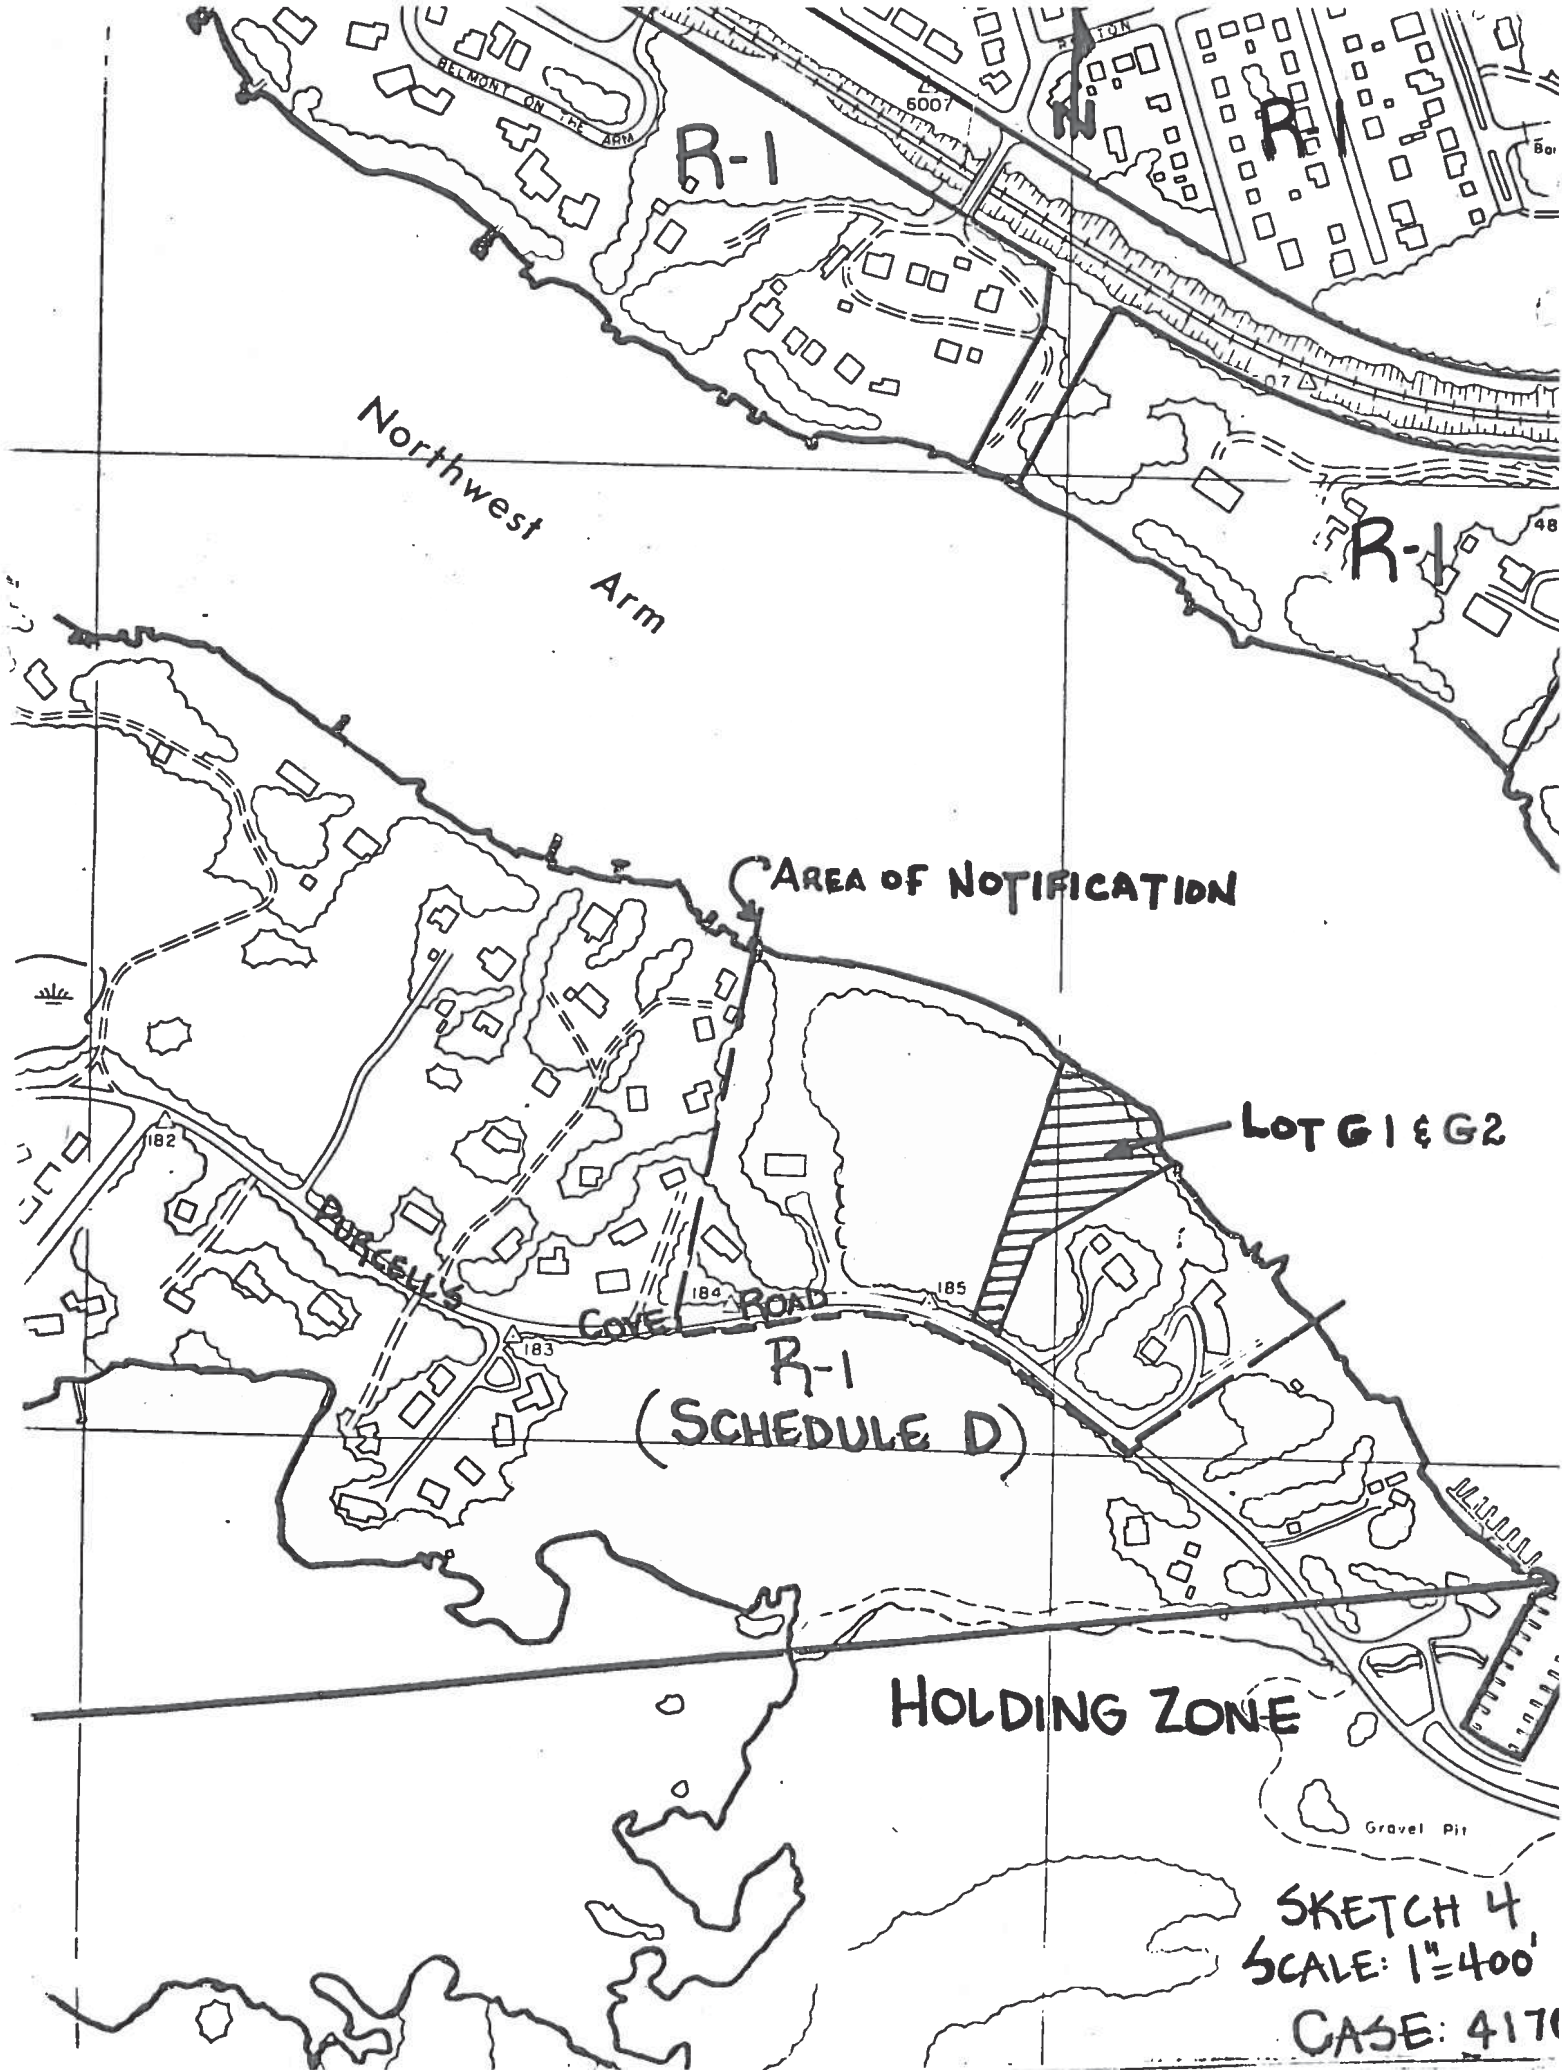 BELMONT ON THE ARM
6007
N
R-1
R-1
07
Northwest
Arm
R-1
48
AREA OF NOTIFICATION
LOT G1 & G2
182
PURCELL'S
COVE ROAD
183
184
185
R-1
(SCHEDULE D)
HOLDING ZONE
Gravel Pit
SKETCH 4
SCALE: 1"=400'
CASE: 417